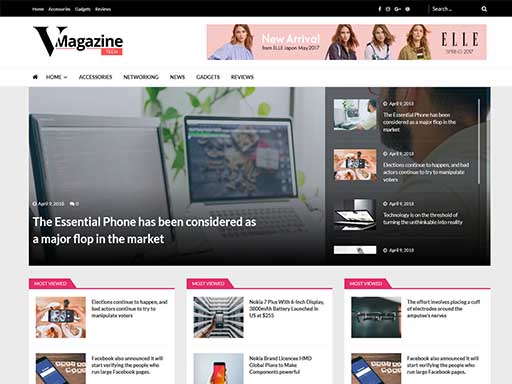 Home Accessories Gadgets Reviews
Search ...
V Magazine
TECH
New Arrival
from ELLE Japon May 2017
ELLE
SPRING 2017
HOME ACCESSORIES NETWORKING NEWS GADGETS REVIEWS
April 9, 2018 0
The Essential Phone has been considered as
a major flop in the market
April 9, 2018
The Essential Phone has been
considered as a major flop in the
market
April 9, 2018
Elections continue to happen, and bad
actors continue to try to manipulate
voters
April 9, 2018
Technology is on the threshold of
turning the unthinkable into reality
April 9, 2018
MOST VIEWED
Elections continue to happen, and
bad actors continue to try to
manipulate voters
Facebook also announced it will
start verifying the people who
run large Facebook pages.
MOST VIEWED
Nokia 7 Plus With 6-Inch Display,
3800mAh Battery Launched in
US at $255
Nokia Brand Licencee HMD
Global Plans to Make
Components powerful
MOST VIEWED
The effort involves placing a cuff
of electrodes around the
amputee's nerves
Facebook also announced it will
start verifying the people who
run large Facebook pages.